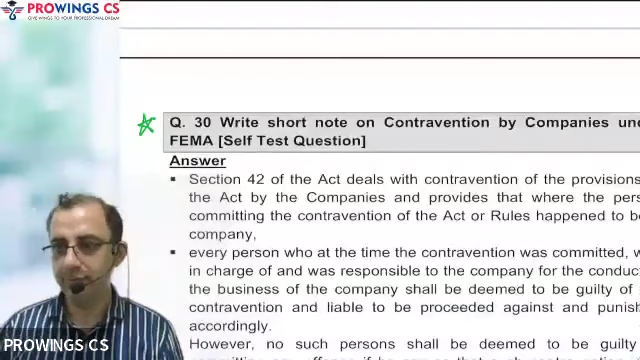 PROWINGS CS
GIVE WINGS TO YOUR PROFESSIONAL DREAM
Q. 30 Write short note on Contravention by Companies un
FEMA [Self Test Question]
Answer
▪ Section 42 of the Act deals with contravention of the provisions
the Act by the Companies and provides that where the per
committing the contravention of the Act or Rules happened to b
company,
▪ every person who at the time the contravention was committed, w
in charge of and was responsible to the company for the conduc
the business of the company shall be deemed to be guilty of
contravention and liable to be proceeded against and punis
accordingly.
However, no such persons shall be deemed to be guilty
PROWINGS CS